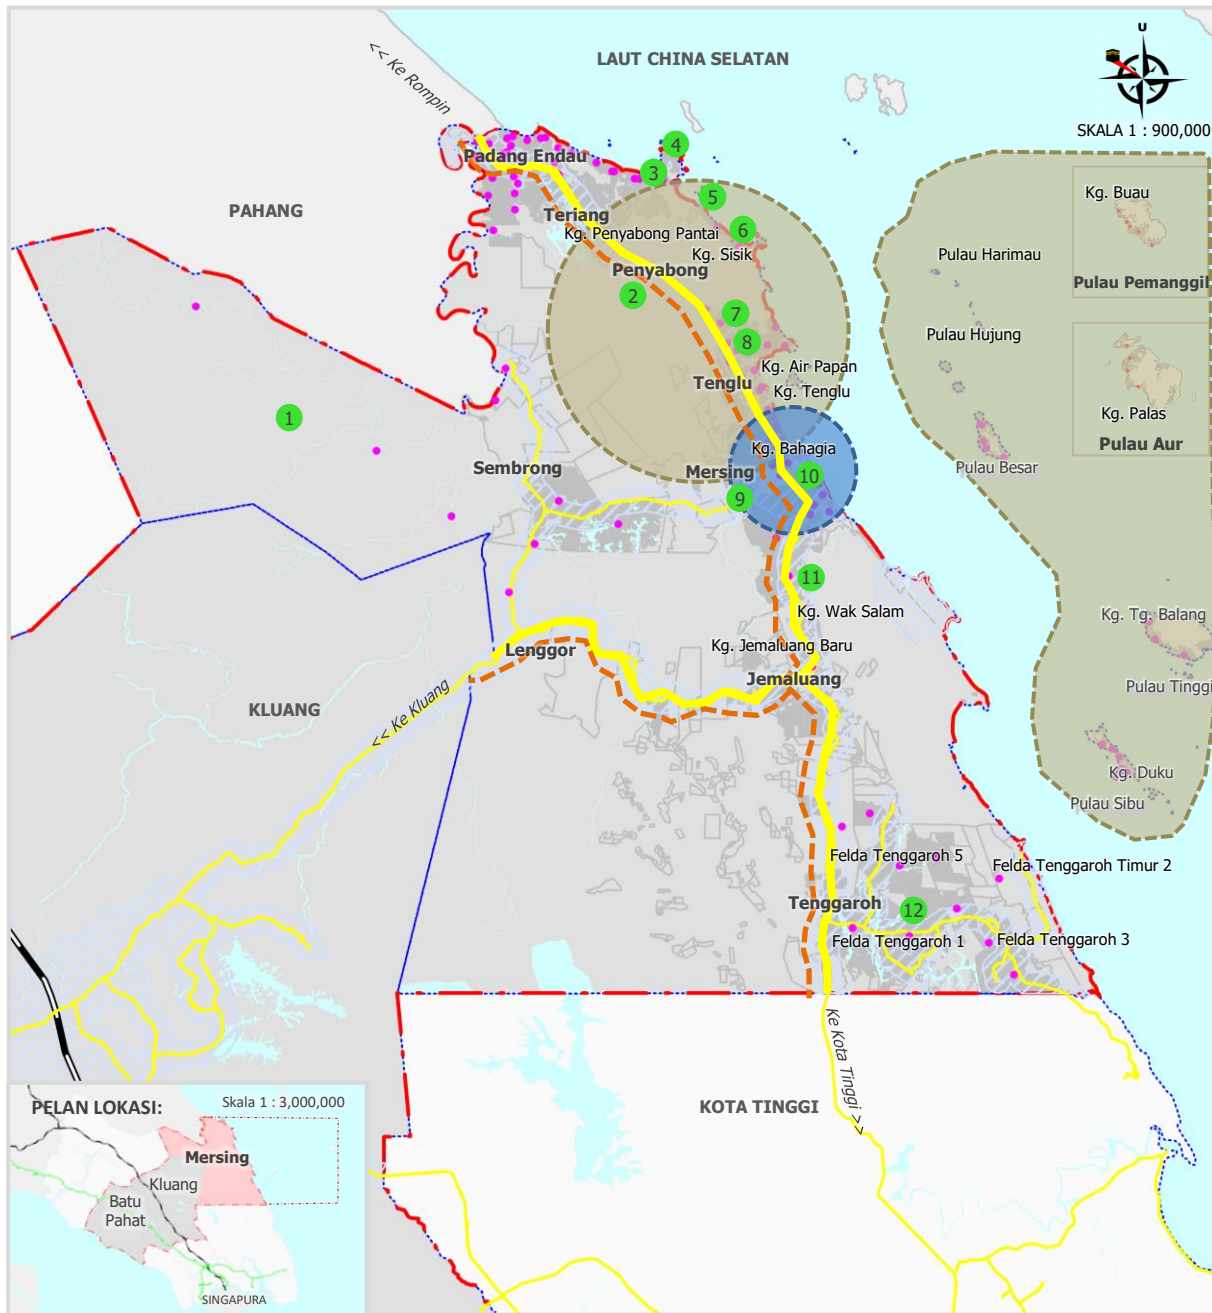 U
LAUT CHINA SELATAN
<< Ke Rompin
SKALA 1 : 900,000
4
Padang Endau
3
Kg. Buau
5
PAHANG
Teriang
Kg. Penyabong Pantai
6
Kg. Sisik
Pulau Harimau
Penyabong
Pulau Pemanggil
2
7
Pulau Hujung
8
Kg. Air Papan
Tenglu
Kg. Tenglu
Kg. Palas
1
Pulau Aur
Kg. Bahagia
Sembrong
Mersing
Pulau Besar
10
9
11
Kg. Wak Salam
Kg. Tg. Balang
Kg. Jemaluang Baru
Lenggor
Jemaluang
Pulau Tinggi
KLUANG
<< Ke Kluang
Kg. Duku
Pulau Sibu
Felda Tenggaroh 5
Felda Tenggaroh Timur 2
Tenggaroh
12
Felda Tenggaroh 1
Felda Tenggaroh 3
Ke Kota Tinggi >>
KOTA TINGGI
PELAN LOKASI:
Skala 1 : 3,000,000
Mersing
Kluang
Batu
Pahat
SINGAPURA